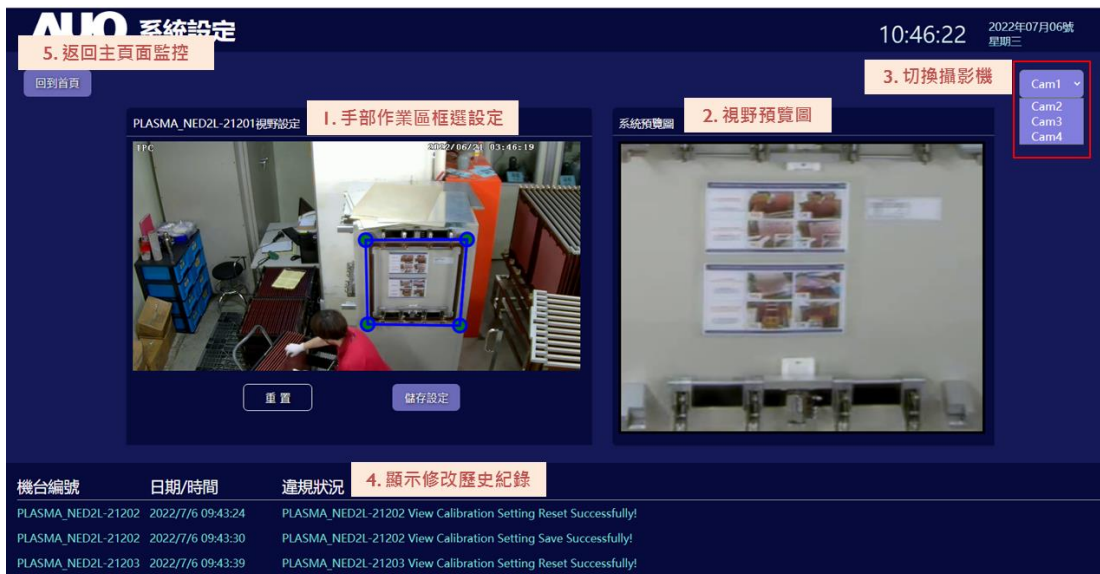 AUO 系統設定
10:46:22
2022年07月06號
星期三
5. 返回主頁面監控
回到首頁
3. 切換攝影機
Cam1
Cam2
Cam3
Cam4
PLASMA_NED2L-21201視野設定
1. 手部作業區框選設定
IPC
2022/06/21 03:46:19
重置
儲存設定
系統預覽圖
2. 視野預覽圖
機台編號 日期/時間 違規狀況
4. 顯示修改歷史紀錄
PLASMA_NED2L-21202 2022/7/6 09:43:24 PLASMA_NED2L-21202 View Calibration Setting Reset Successfully!
PLASMA_NED2L-21202 2022/7/6 09:43:30 PLASMA_NED2L-21202 View Calibration Setting Save Successfully!
PLASMA_NED2L-21203 2022/7/6 09:43:39 PLASMA_NED2L-21203 View Calibration Setting Reset Successfully!